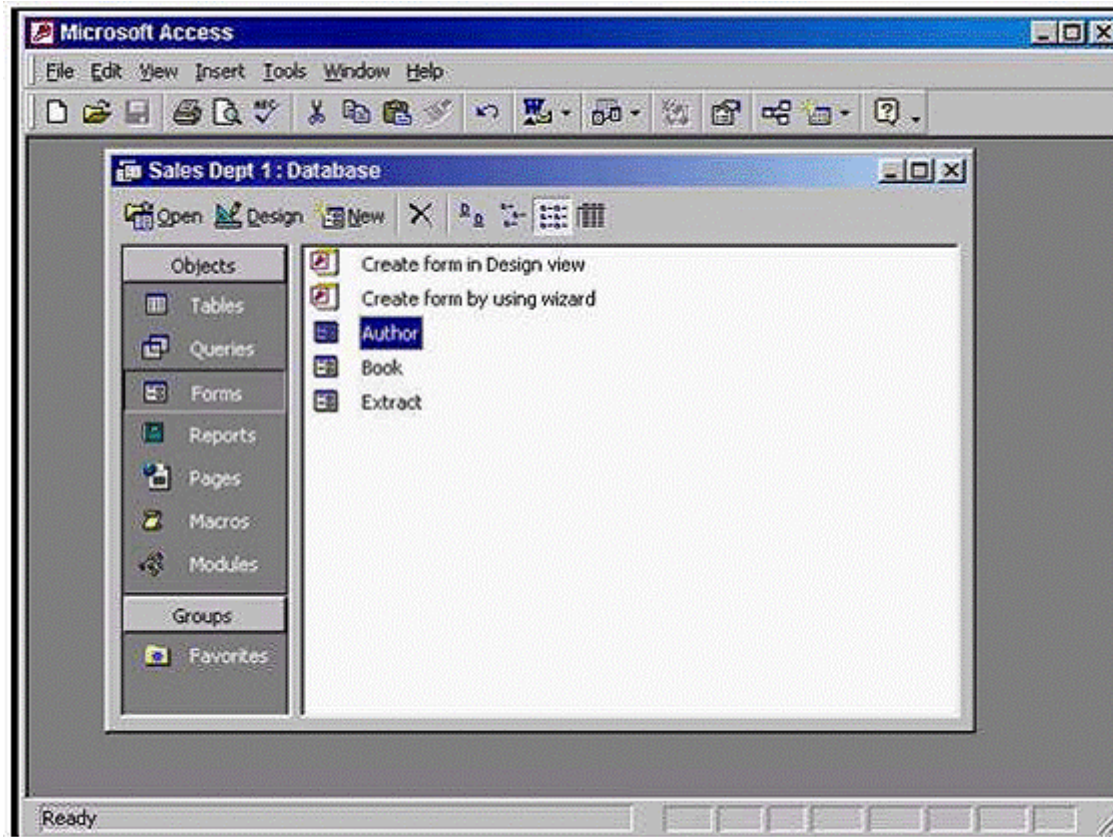 Microsoft Access
File Edit View Insert Tools Window Help
ABC
Sales Dept 1 : Database
Open Design New
Objects
Tables
Queries
Forms
Reports
Pages
Macros
Modules
Groups
Favorites
Create form in Design view
Create form by using wizard
Author
Book
Extract
Ready